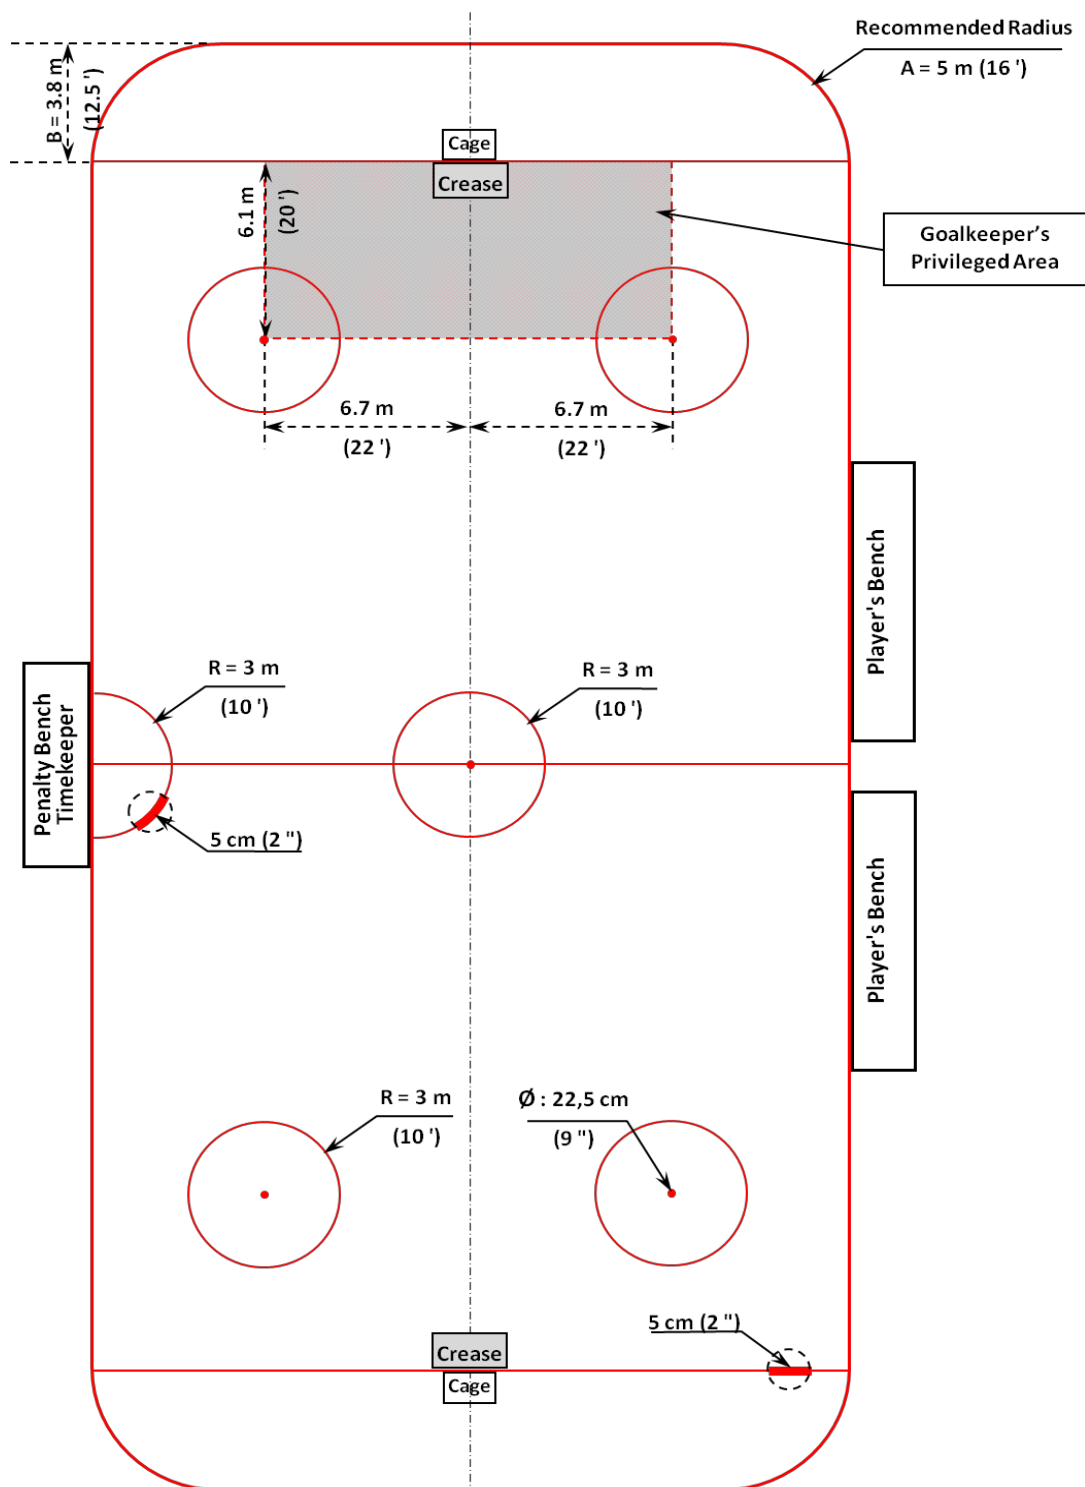 Recommended Radius
A = 5 m (16 ')
B = 3.8 m
(12.5')
Cage
Crease
6.1 m
(20 ')
Goalkeeper's
Privileged Area
6.7 m
(22 ')
6.7 m
(22 ')
Player's Bench
R = 3 m
(10 ')
R = 3 m
(10 ')
Penalty Bench
Timekeeper
5 cm (2 ")
Player's Bench
R = 3 m
(10 ')
Ø : 22,5 cm
(9 ")
5 cm (2 ")
Crease
Cage